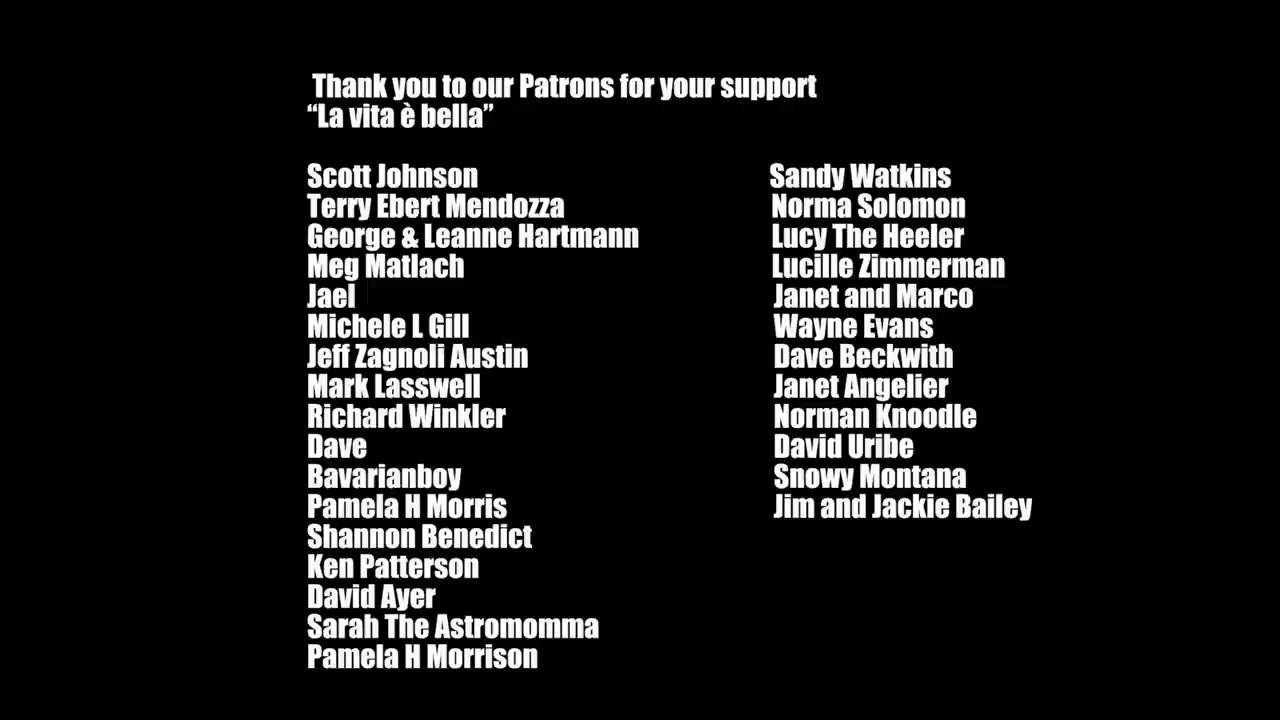 Thank you to our Patrons for your support
“La vita è bella”
Scott Johnson
Terry Ebert Mendozza
George & Leanne Hartmann
Meg Matlach
Jael
Michele L Gill
Jeff Zagnoli Austin
Mark Lasswell
Richard Winkler
Dave
Bavarianboy
Pamela H Morris
Shannon Benedict
Ken Patterson
David Ayer
Sarah The Astromomma
Pamela H Morrison
Sandy Watkins
Norma Solomon
Lucy The Heeler
Lucille Zimmerman
Janet and Marco
Wayne Evans
Dave Beckwith
Janet Angelier
Norman Knoodle
David Uribe
Snowy Montana
Jim and Jackie Bailey